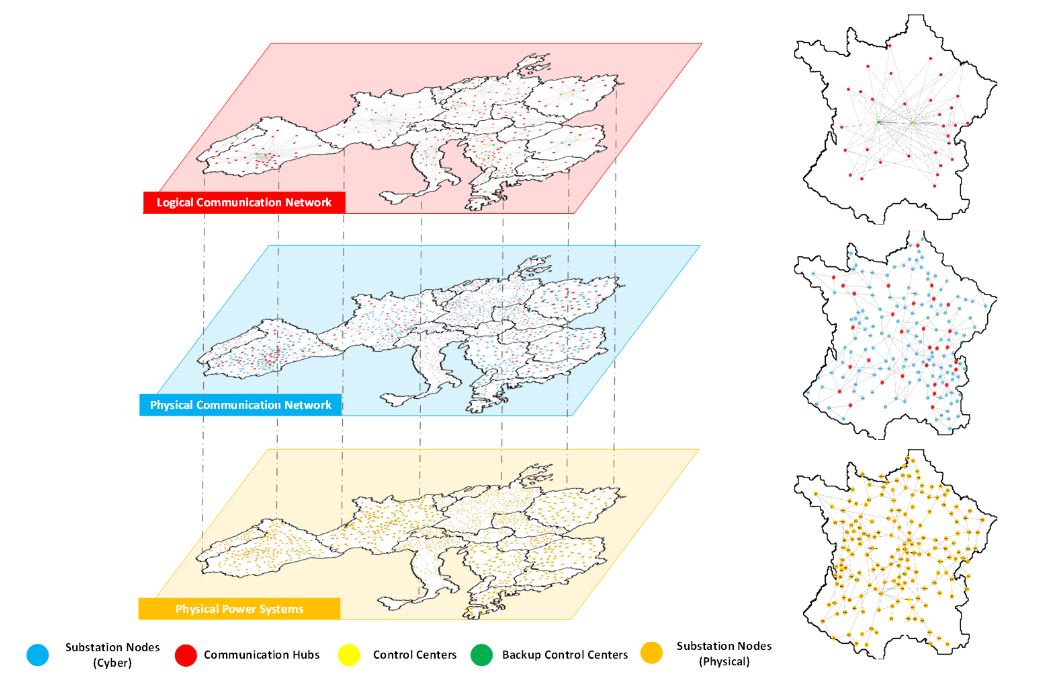 Logical Communication Network
Physical Communication Network
Physical Power Systems
Substation Nodes
(Cyber)
Communication Hubs
Control Centers
Backup Control Centers
Substation Nodes
(Physical)